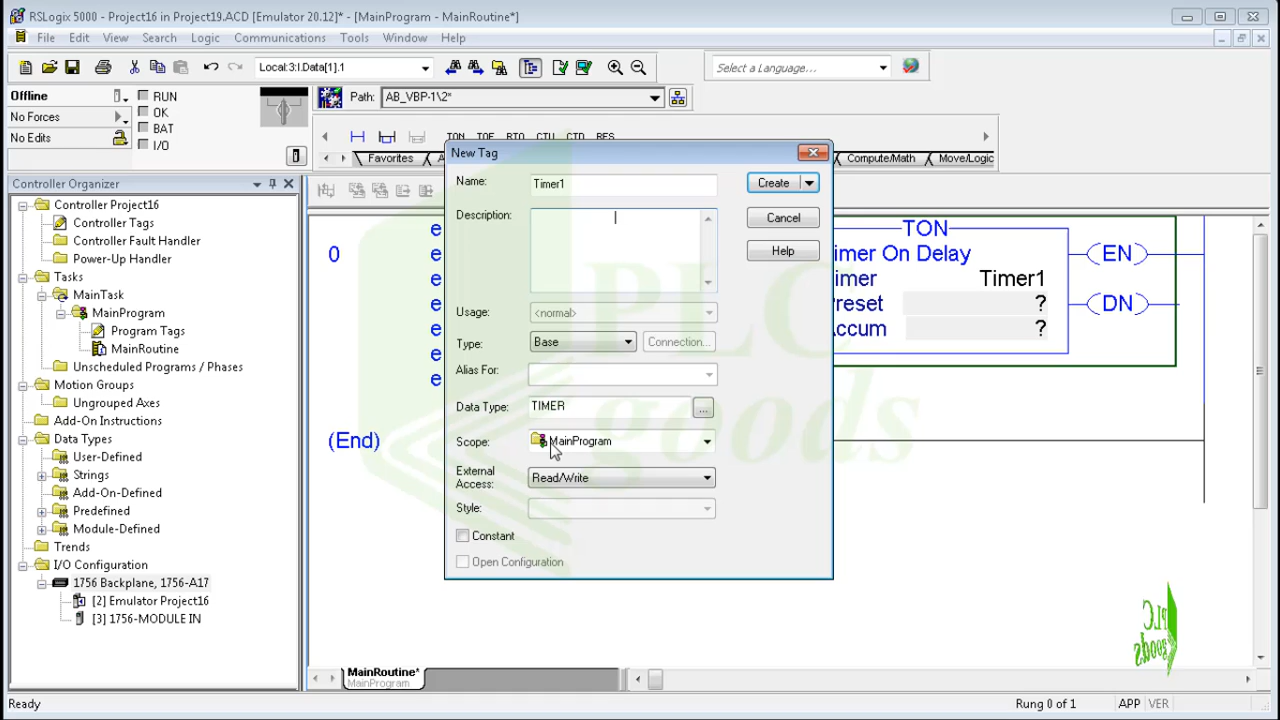 RSLogix 5000 - Project16 in Project19.ACD [Emulator 20.12]* - [MainProgram - MainRoutine*]
File Edit View Search Logic Communications Tools Window Help
Local:3:I.Data[1].1
Select a Language...
Offline
RUN
No Forces
OK
No Edits
BAT
I/O
Path: AB_VBP-1\2*
TON TOF RTO CTU CTD RES
Favorites
Compute/Math
Move/Logic
Controller Organizer
Controller Project16
Controller Tags
Controller Fault Handler
Power-Up Handler
Tasks
MainTask
MainProgram
Program Tags
MainRoutine
Unscheduled Programs / Phases
Motion Groups
Ungrouped Axes
Add-On Instructions
Data Types
User-Defined
Strings
Add-On-Defined
Predefined
Module-Defined
Trends
I/O Configuration
1756 Backplane, 1756-A17
[2] Emulator Project16
[3] 1756-MODULE IN
New Tag
Name: Timer1
Create
Description:
Cancel
Help
Usage: <normal>
Type: Base
Connection...
Alias For:
Data Type: TIMER
...
Scope: MainProgram
External Access: Read/Write
Style:
Constant
Open Configuration
0
e
e
e
e
e
e
e
TON
Delay
Timer On
Timer1
Preset ?
Accum ?
EN
DN
(End)
PLC
goods
PLC
goods
MainRoutine*
MainProgram
Ready
Rung 0 of 1
APP
VER